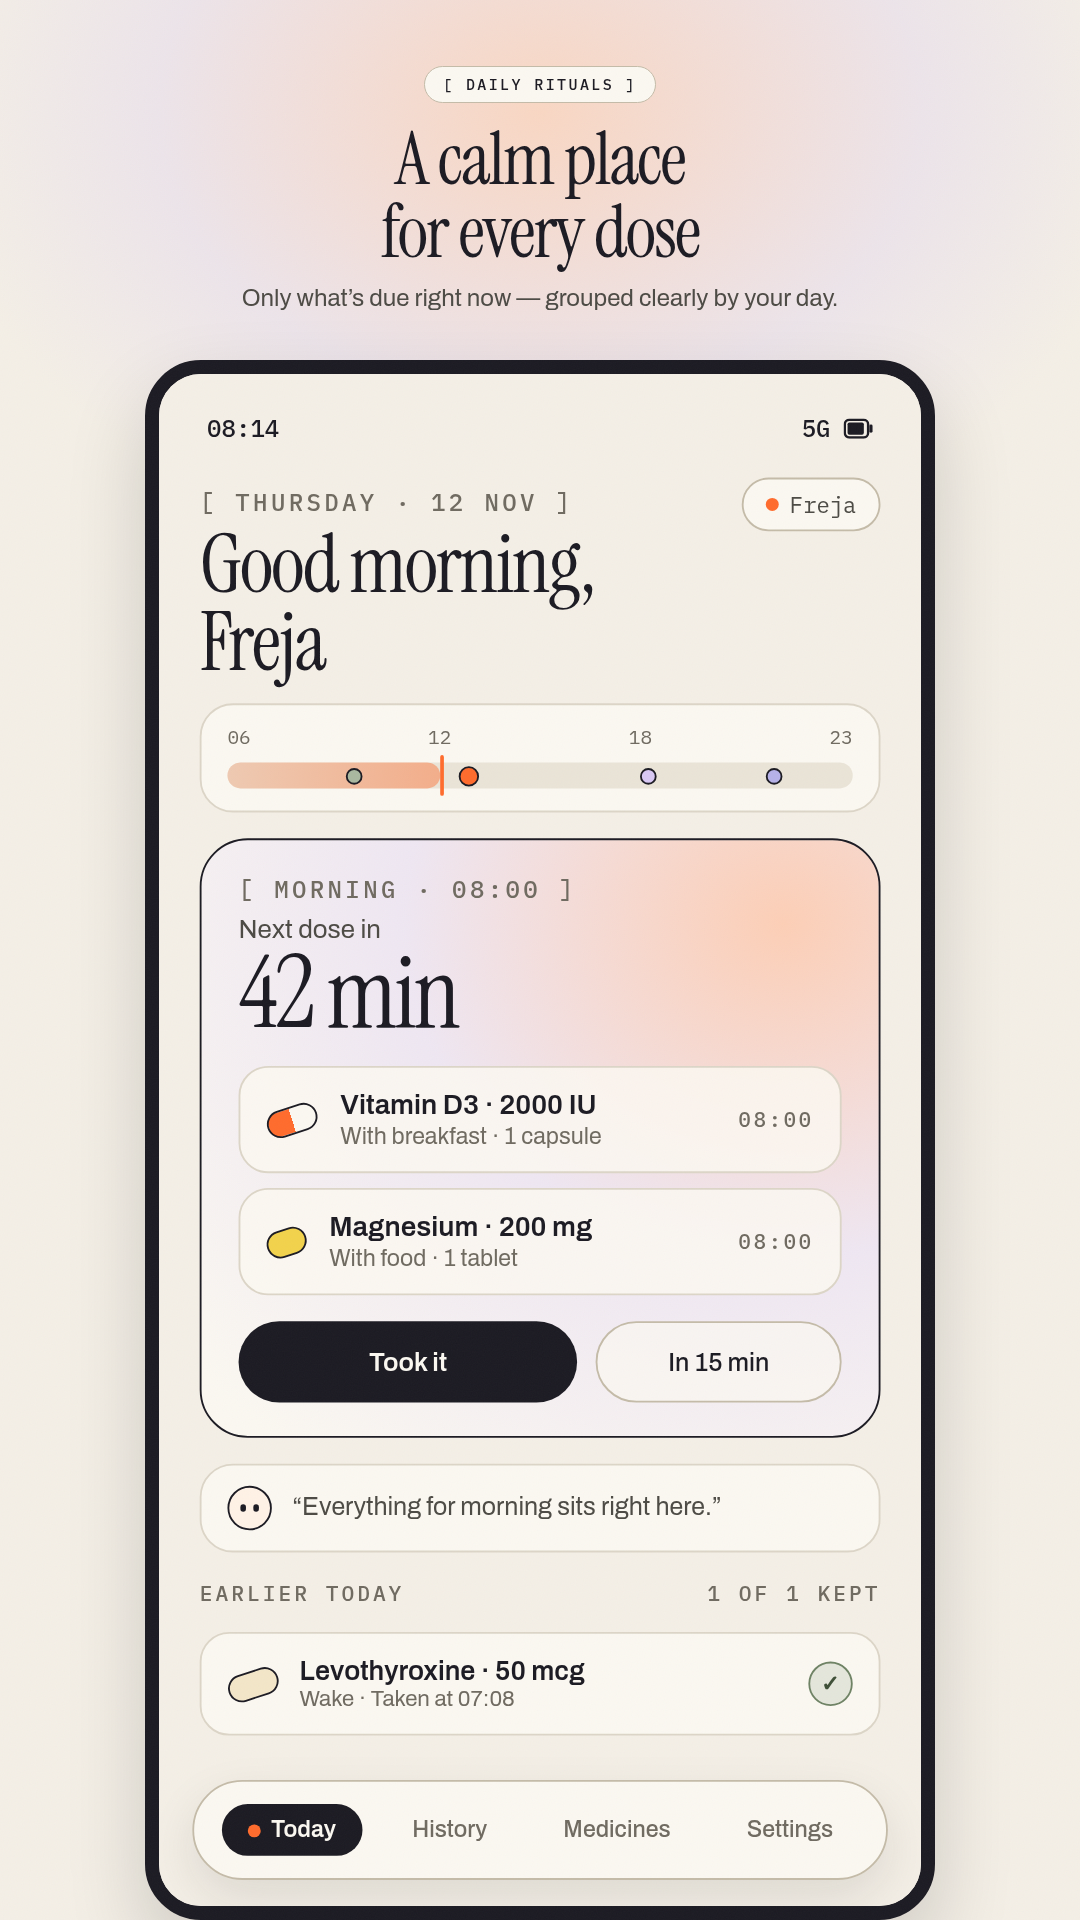 [ DAILY RITUALS ]
A calm place
for every dose
Only what’s due right now — grouped clearly by your day.
08:14
5G
[ THURSDAY · 12 NOV ]
Freja
Good morning,
Freja
06 12 18 23
[ MORNING · 08:00 ]
Next dose in
42 min
Vitamin D3 · 2000 IU
With breakfast · 1 capsule
08:00
Magnesium · 200 mg
With food · 1 tablet
08:00
Took it
In 15 min
“Everything for morning sits right here.”
EARLIER TODAY
1 OF 1 KEPT
Levothyroxine · 50 mcg
Wake · Taken at 07:08
✓
Today
History
Medicines
Settings